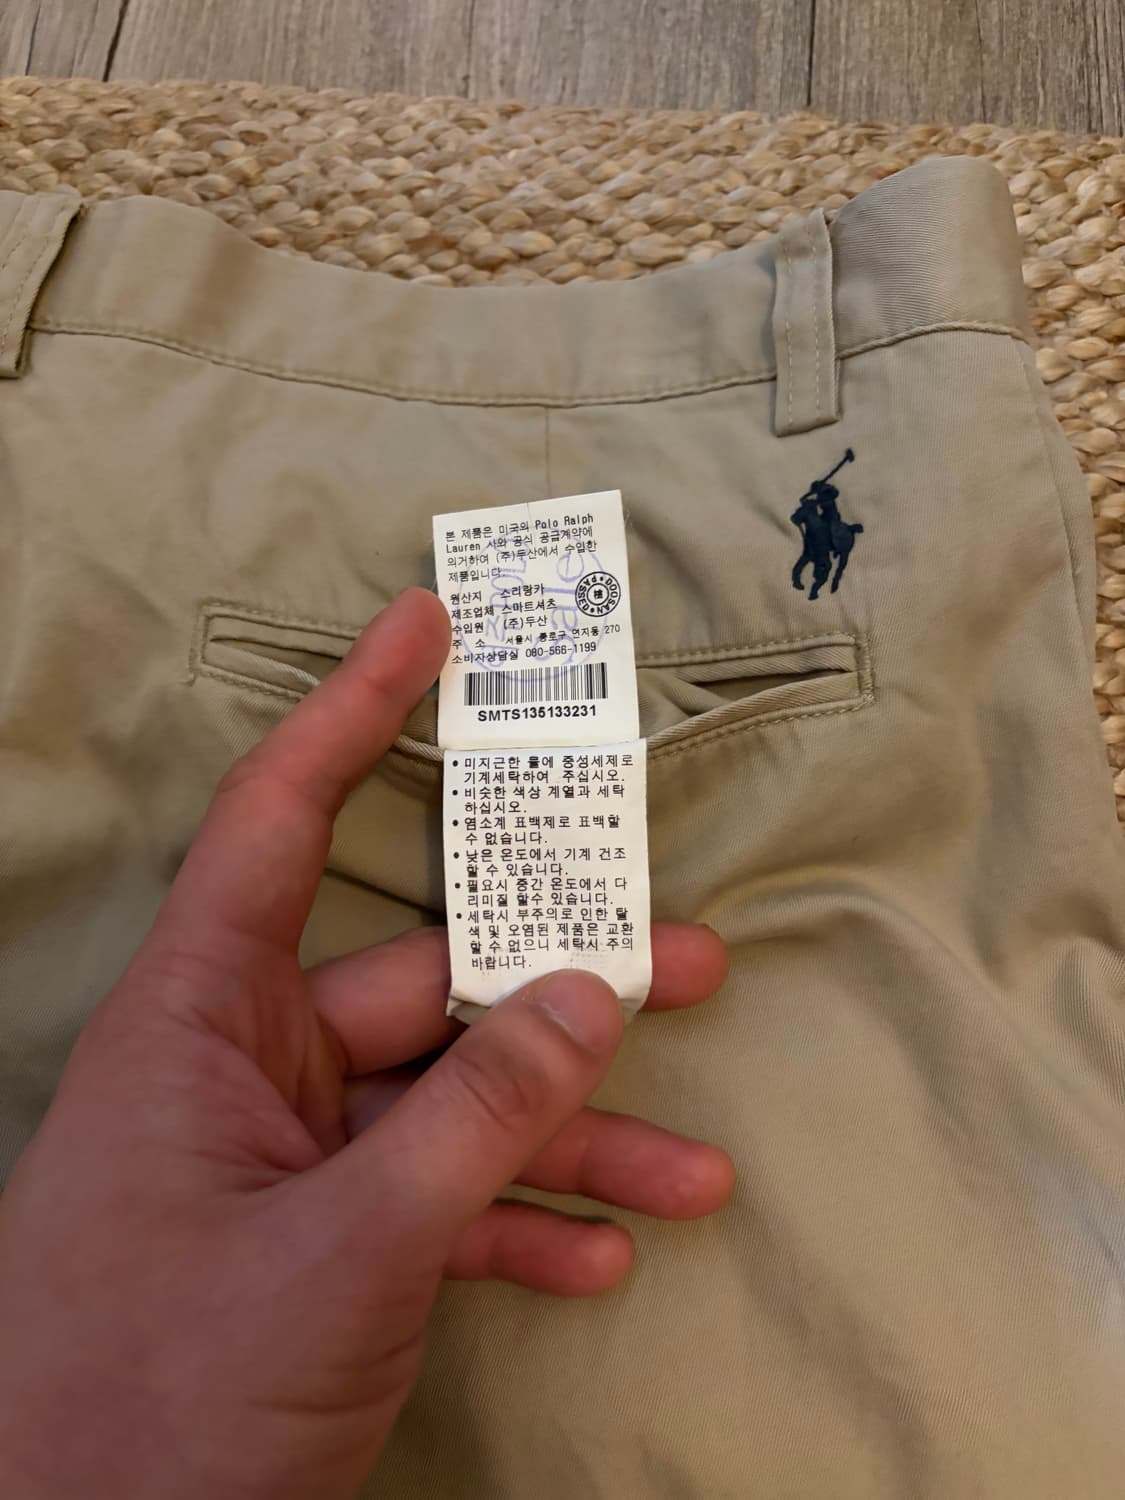 본 제품은 미국의 Polo Ralph
Lauren 사와 공식 공급계약에
의거하여 (주)두산에서 수입한
제품입니다.
원산지 스리랑카
제조업체 스마트셔츠
수입원 (주)두산
주 소 서울시 종로구 연지동 270
소비자상담실 080-566-1199
DOOSAN PASSED
sale
SMTS135133231
• 미지근한 물에 중성세제로
기계세탁하여 주십시오.
• 비슷한 색상 계열과 세탁
하십시오.
• 염소계 표백제로 표백할
수 없습니다.
• 낮은 온도에서 기계 건조
할 수 있습니다.
• 필요시 중간 온도에서 다
리미질 할수 있습니다.
• 세탁시 부주의로 인한 탈
색 및 오염된 제품은 교환
할 수 없으니 세탁시 주의
바랍니다.